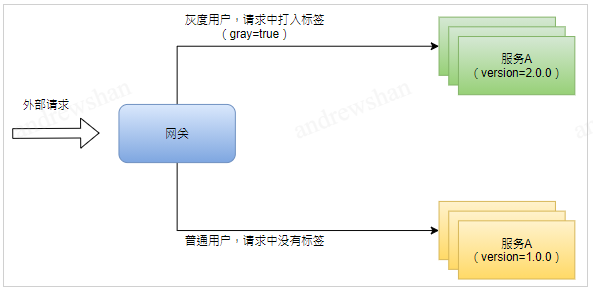 灰度用户,请求中打入标签
(gray=true)
服务A
(version=2.0.0)
外部请求
andrewshan
andrewshan
网关
普通用户,请求中没有标签
服务A
(version=1.0.0)